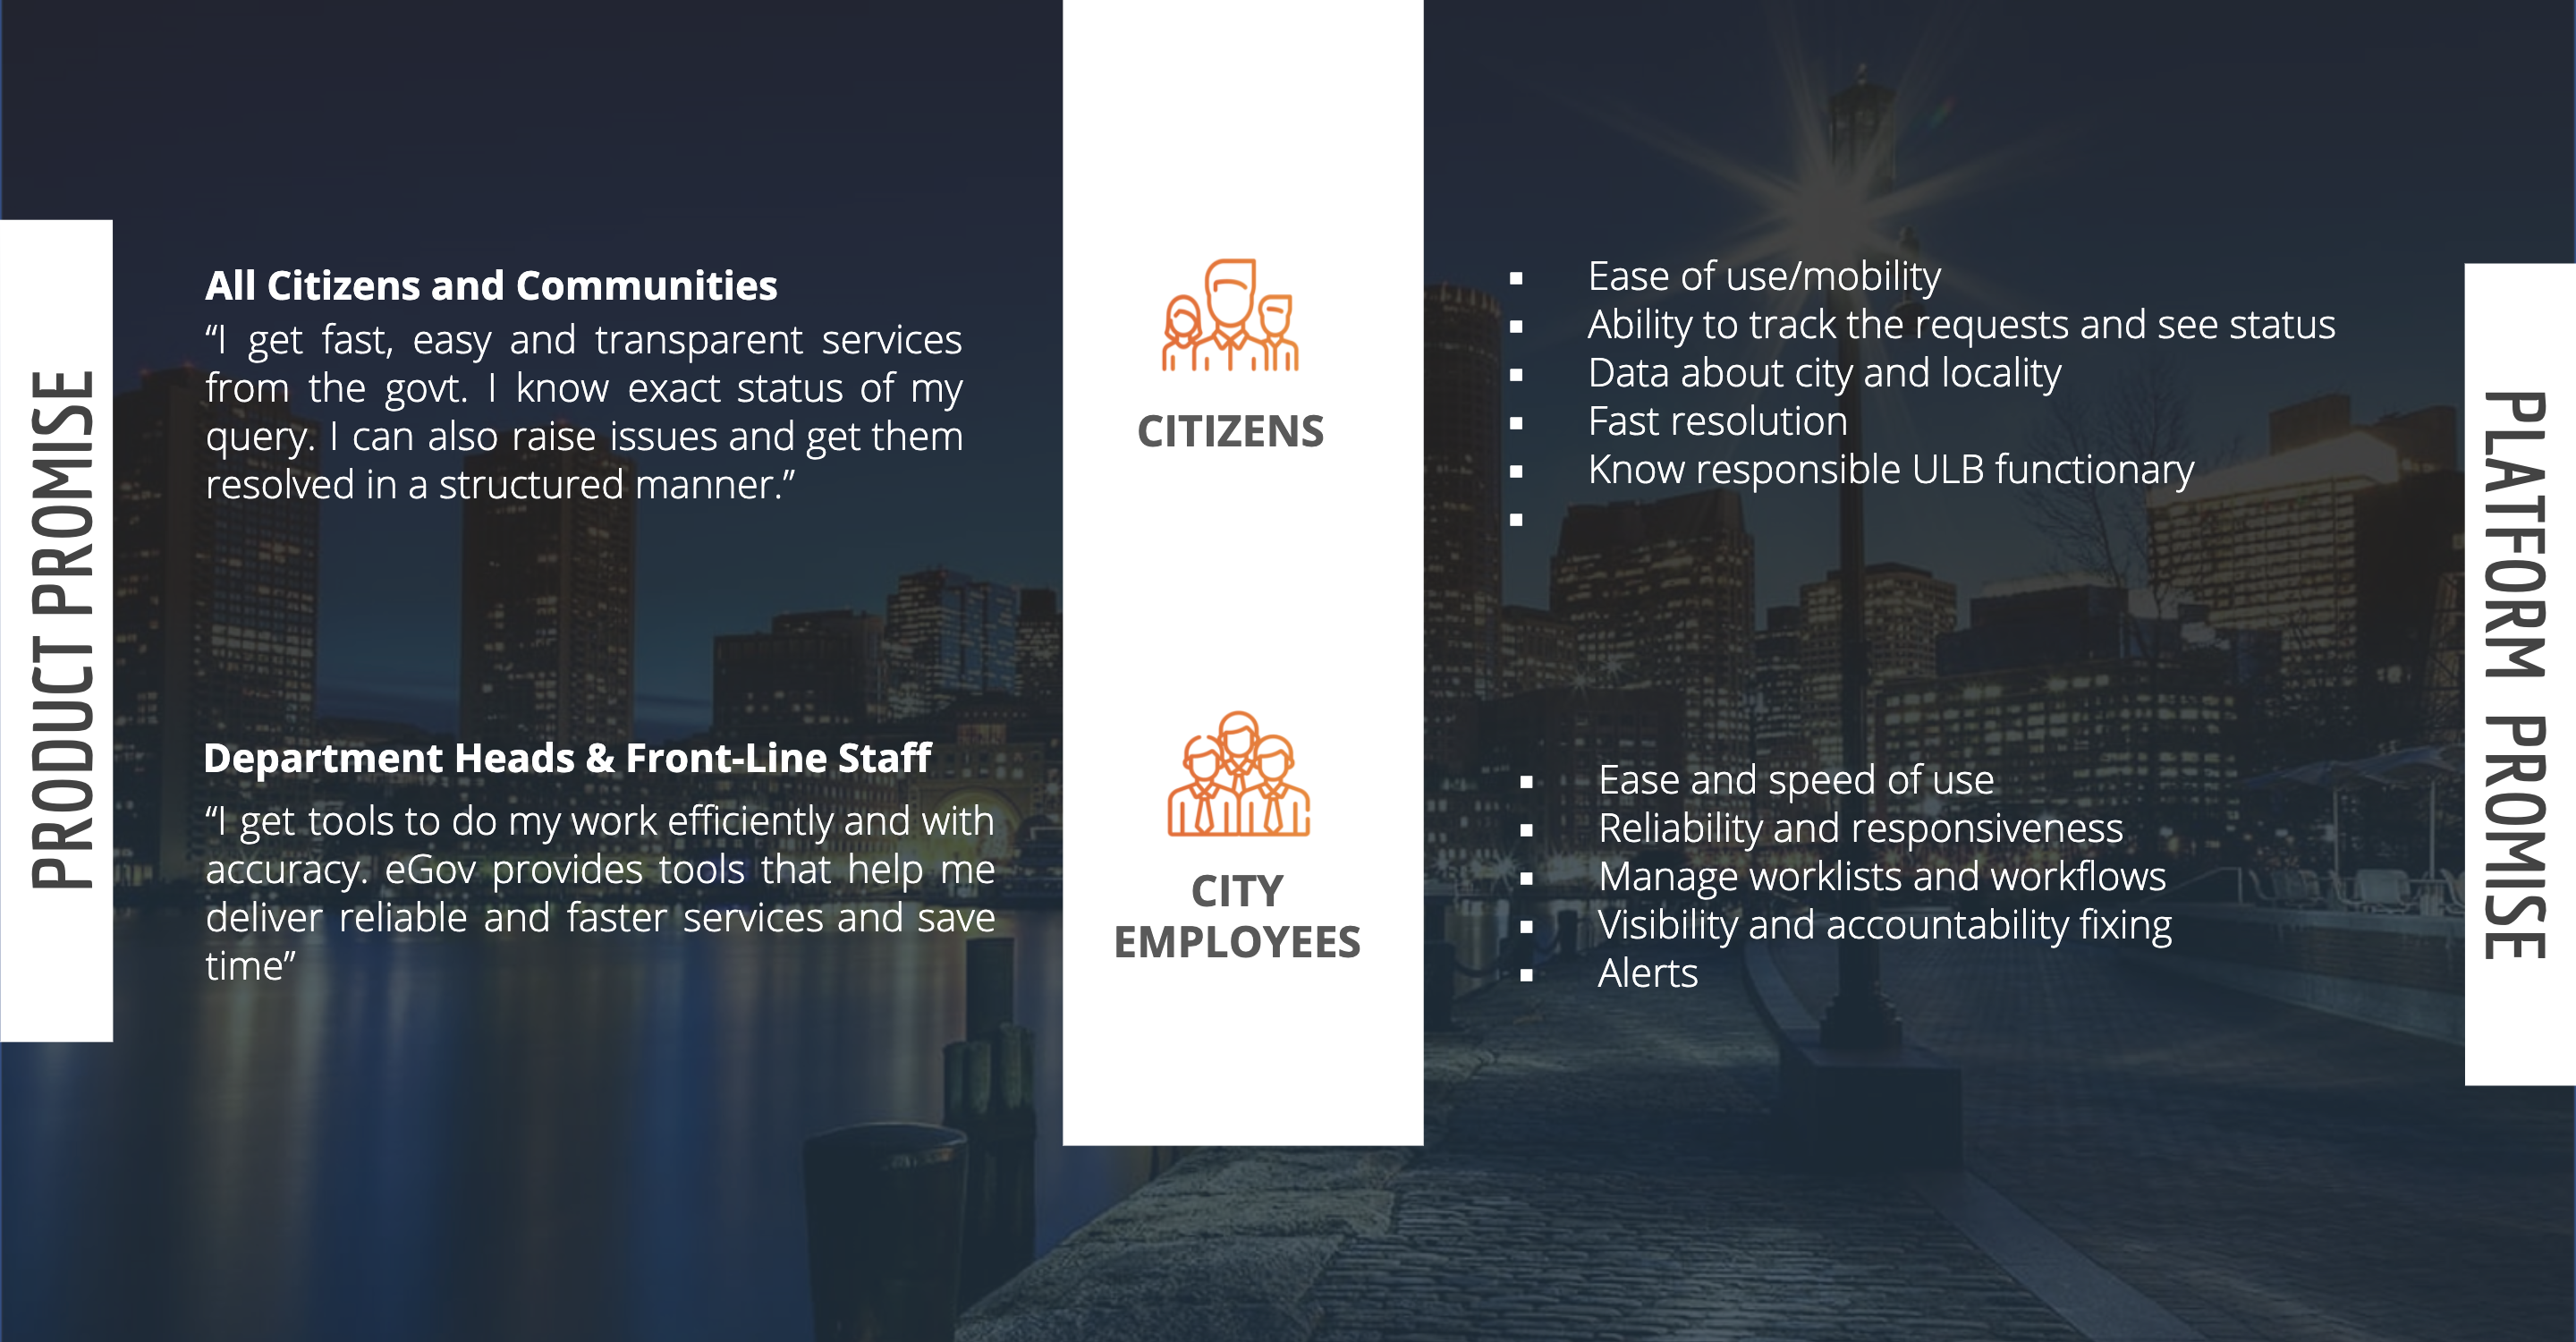 PRODUCT PROMISE
All Citizens and Communities
“I get fast, easy and transparent services
from the govt. I know exact status of my
query. I can also raise issues and get them
resolved in a structured manner.”
Department Heads & Front-Line Staff
“I get tools to do my work efficiently and with
accuracy. eGov provides tools that help me
deliver reliable and faster services and save
time”
CITIZENS
CITY
EMPLOYEES
▪ Ease of use/mobility
▪ Ability to track the requests and see status
▪ Data about city and locality
▪ Fast resolution
▪ Know responsible ULB functionary
▪
▪ Ease and speed of use
▪ Reliability and responsiveness
▪ Manage worklists and workflows
▪ Visibility and accountability fixing
▪ Alerts
PLATFORM PROMISE